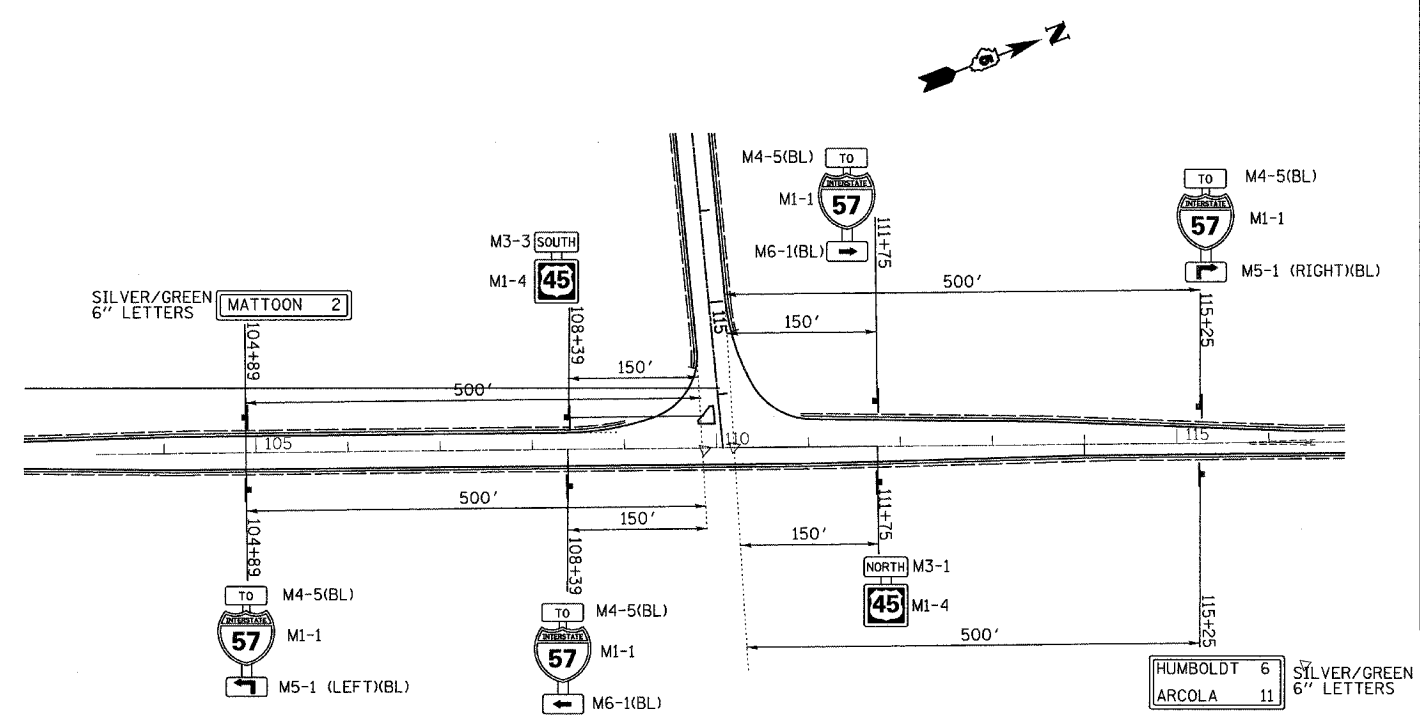 N
M4-5(BL)
TO
INTERSTATE
57
M1-1
M6-1(BL)
111+75
TO
M4-5(BL)
INTERSTATE
57
M1-1
M5-1 (RIGHT)(BL)
115+25
M3-3
SOUTH
M1-4
45
108+39
SILVER/GREEN
6" LETTERS
MATTOON 2
104+89
500'
150'
115
150'
500'
105
110
115
500'
150'
104+89
108+39
111+75
150'
NORTH
M3-1
45
M1-4
115+25
500'
TO
M4-5(BL)
INTERSTATE
57
M1-1
M5-1 (LEFT)(BL)
TO
M4-5(BL)
INTERSTATE
57
M1-1
M6-1(BL)
HUMBOLDT 6
ARCOLA 11
SILVER/GREEN
6" LETTERS